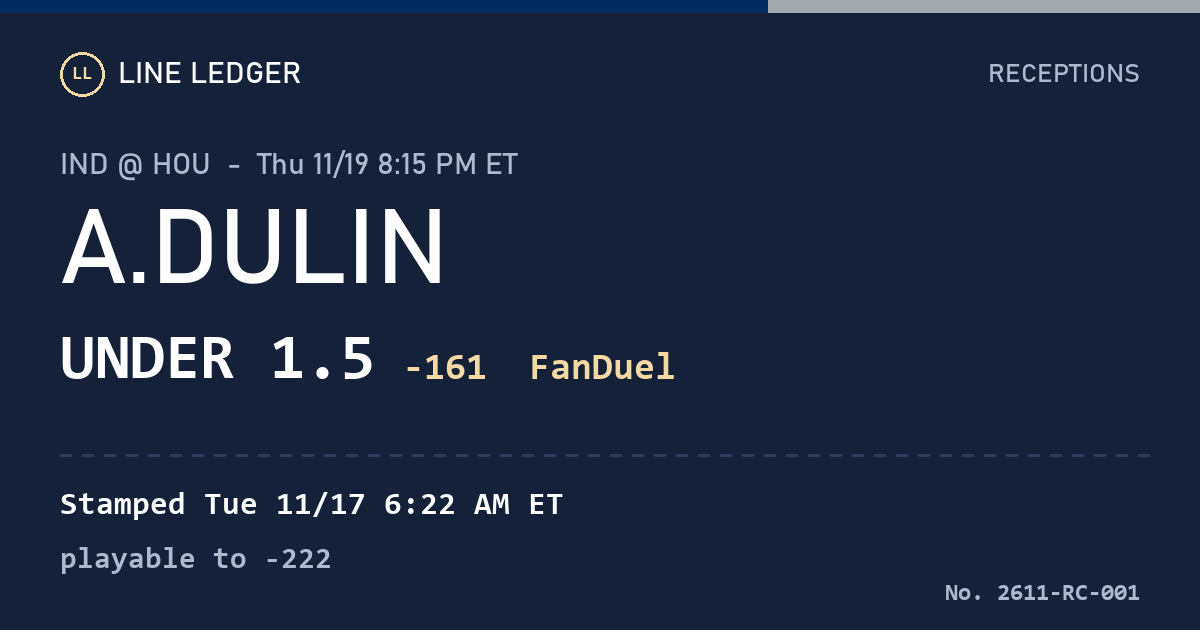 LL LINE LEDGER
RECEPTIONS
IND @ HOU - Thu 11/19 8:15 PM ET
A.DULIN
UNDER 1.5 -161 FanDuel
Stamped Tue 11/17 6:22 AM ET
playable to -222
No. 2611-RC-001